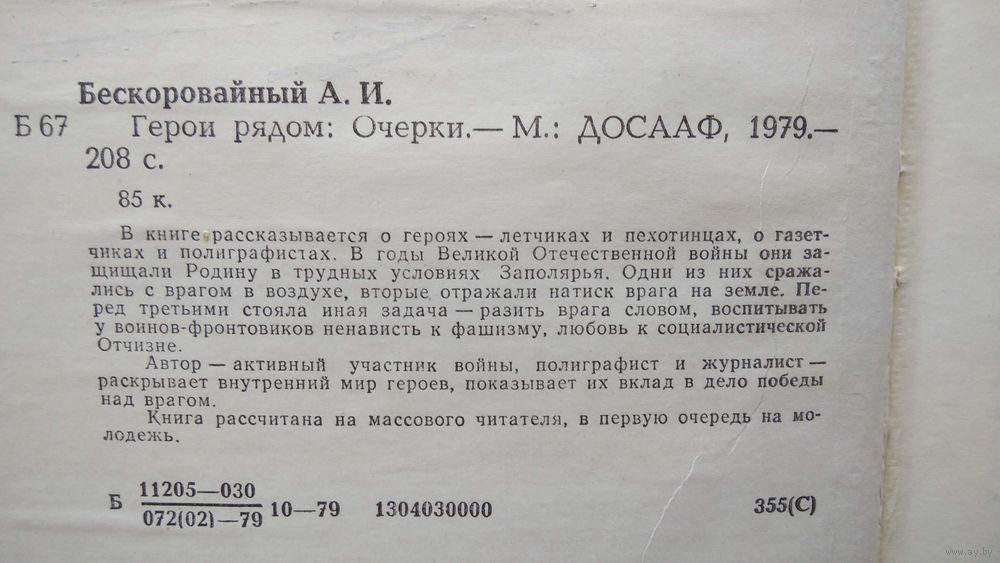 Бескоровайный А. И.
Б 67 Герои рядом: Очерки.— М.: ДОСААФ, 1979.—
208 с.
85 к.
В книге рассказывается о героях — летчиках и пехотинцах, о газет-
чиках и полиграфистах. В годы Великой Отечественной войны они за-
щищали Родину в трудных условиях Заполярья. Одни из них сража-
лись с врагом в воздухе, вторые отражали натиск врага на земле. Пе-
ред третьими стояла иная задача — разить врага словом, воспитывать
у воинов-фронтовиков ненависть к фашизму, любовь к социалистической
Отчизне.
Автор — активный участник войны, полиграфист и журналист —
раскрывает внутренний мир героев, показывает их вклад в дело победы
над врагом.
Книга рассчитана на массового читателя, в первую очередь на мо-
лодежь.
11205—030
Б 10—79 1304030000 355(С)
072(02)—79
www.ay.by